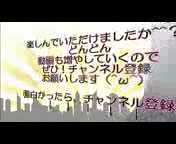 楽しんでいただけましたか^^?
どんどん
動画も増やしていくので
ぜひ!チャンネル登録
お願いします(^ω^)
面白かったら、チャンネル登録